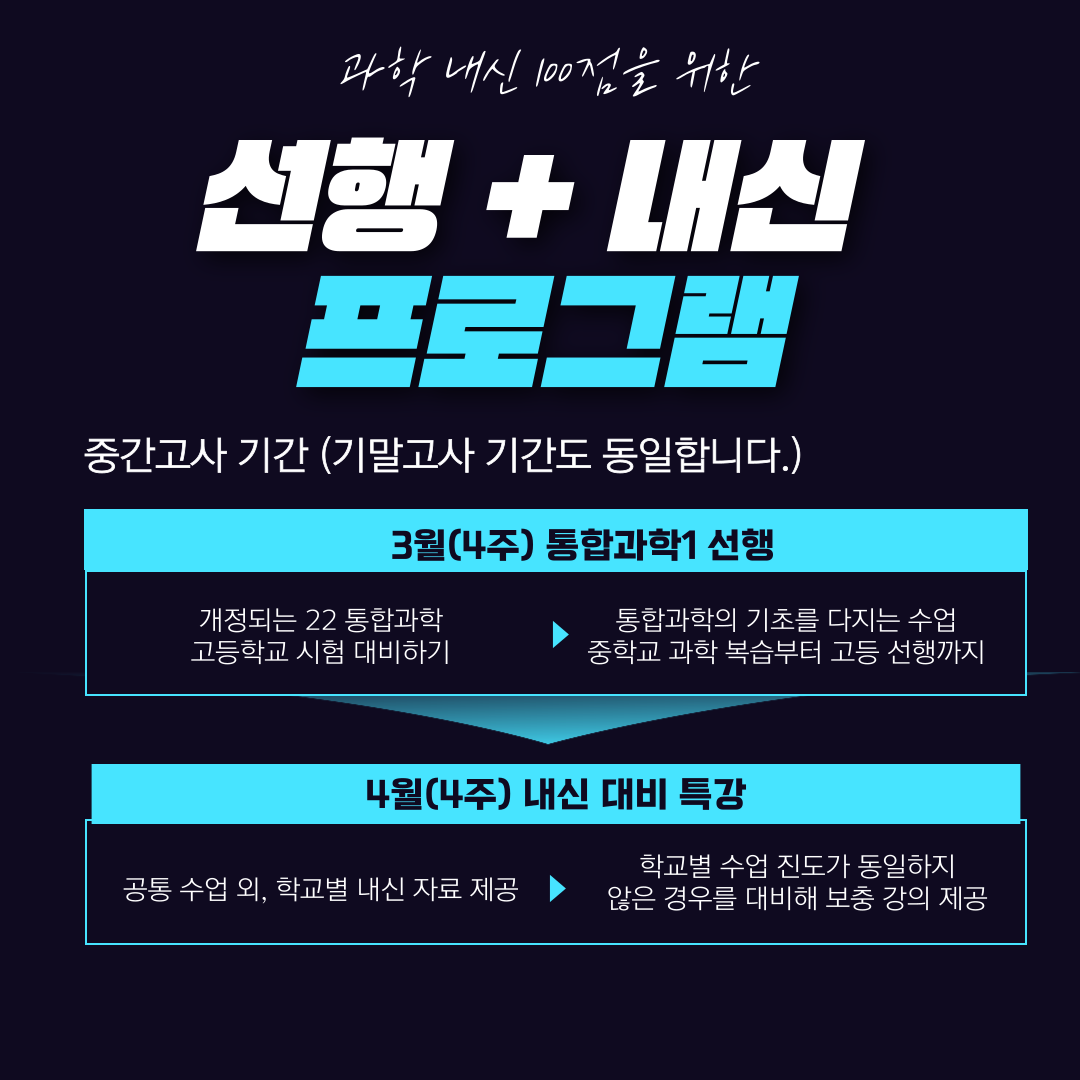 과학 내신 100점을 위한
선행 + 내신
프로그램
중간고사 기간 (기말고사 기간도 동일합니다.)
3월(4주) 통합과학1 선행
개정되는 22 통합과학
고등학교 시험 대비하기
통합과학의 기초를 다지는 수업
중학교 과학 복습부터 고등 선행까지
4월(4주) 내신 대비 특강
공통 수업 외, 학교별 내신 자료 제공
학교별 수업 진도가 동일하지
않은 경우를 대비해 보충 강의 제공